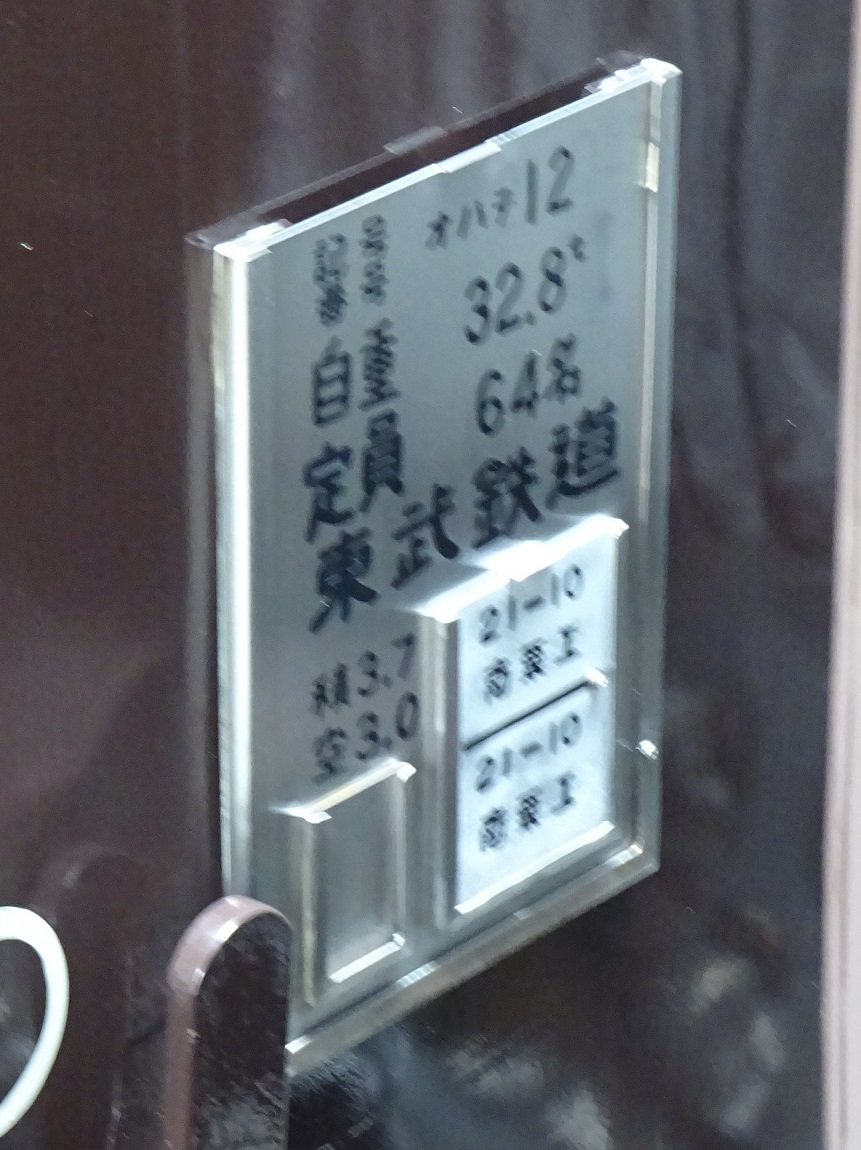 記号
番号 オハテ12
自重 32.8t
定員 64名
東武鉄道
積3.7
空3.0
21-10
南栗工
21-10
南栗工